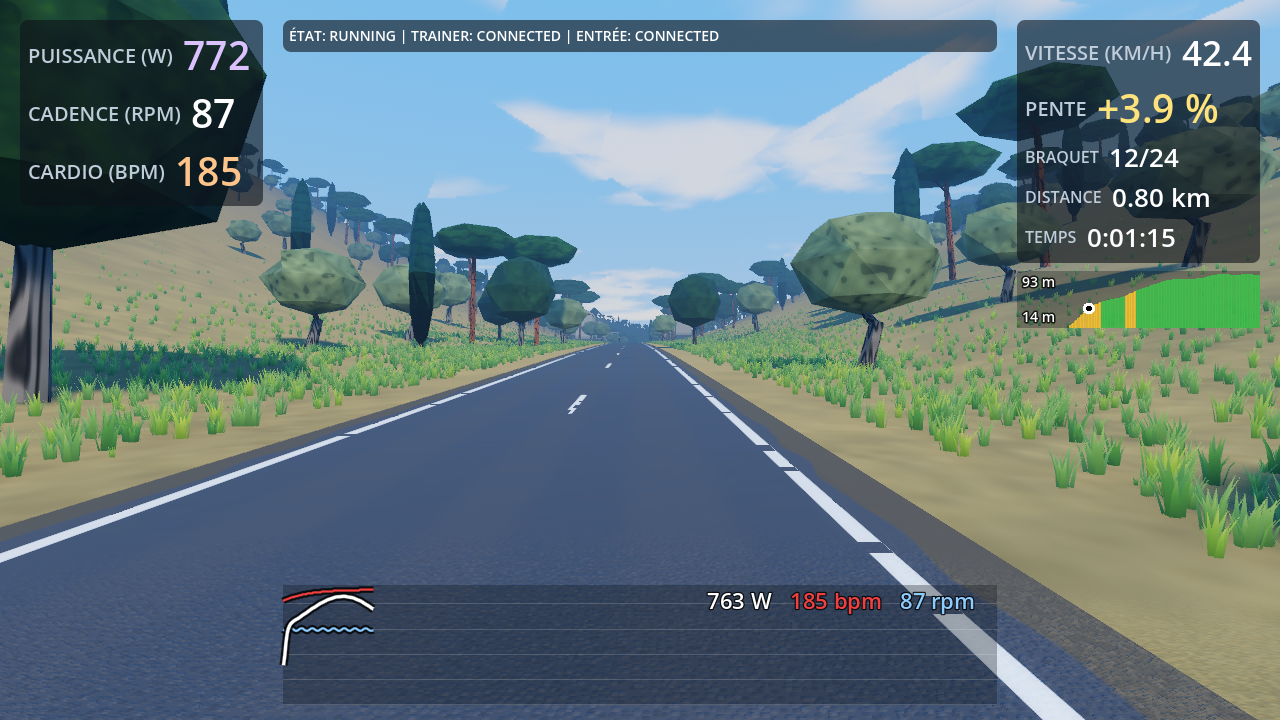 PUISSANCE (W) 772
CADENCE (RPM) 87
CARDIO (BPM) 185
ÉTAT: RUNNING | TRAINER: CONNECTED | ENTRÉE: CONNECTED
VITESSE (KM/H) 42.4
PENTE +3.9 %
BRAQUET 12/24
DISTANCE 0.80 km
TEMPS 0:01:15
93 m
14 m
763 W 185 bpm 87 rpm